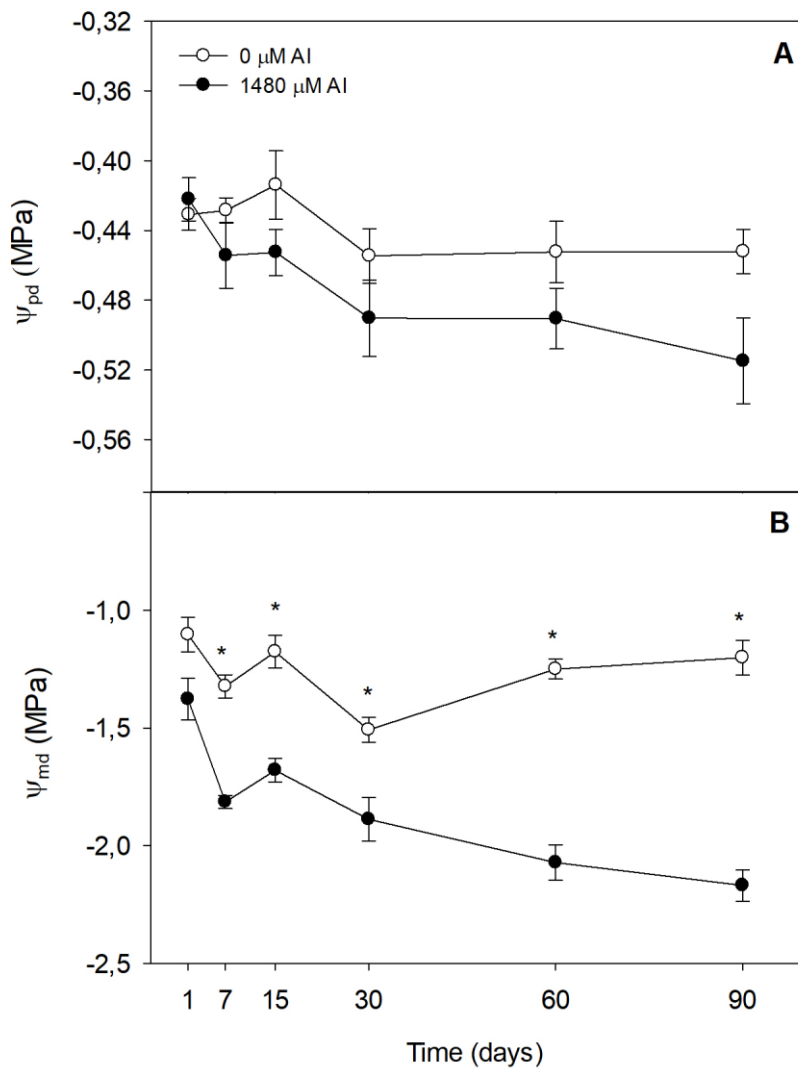 -0,32
-0,36
-0,40
-0,44
-0,48
-0,52
-0,56
Ψpd (MPa)
0 μM Al
1480 μM Al
A
B
*
*
*
*
*
-1,0
-1,5
-2,0
-2,5
Ψmd (MPa)
1 7 15 30 60 90
Time (days)